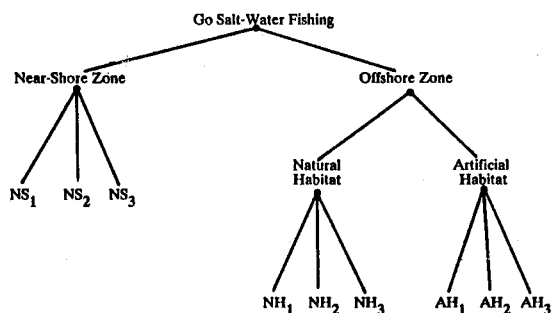 Go Salt-Water Fishing
Near-Shore Zone
Offshore Zone
Natural
Habitat
Artificial
Habitat
NS₁ NS₂ NS₃
NH₁ NH₂ NH₃ AH₁ AH₂ AH₃